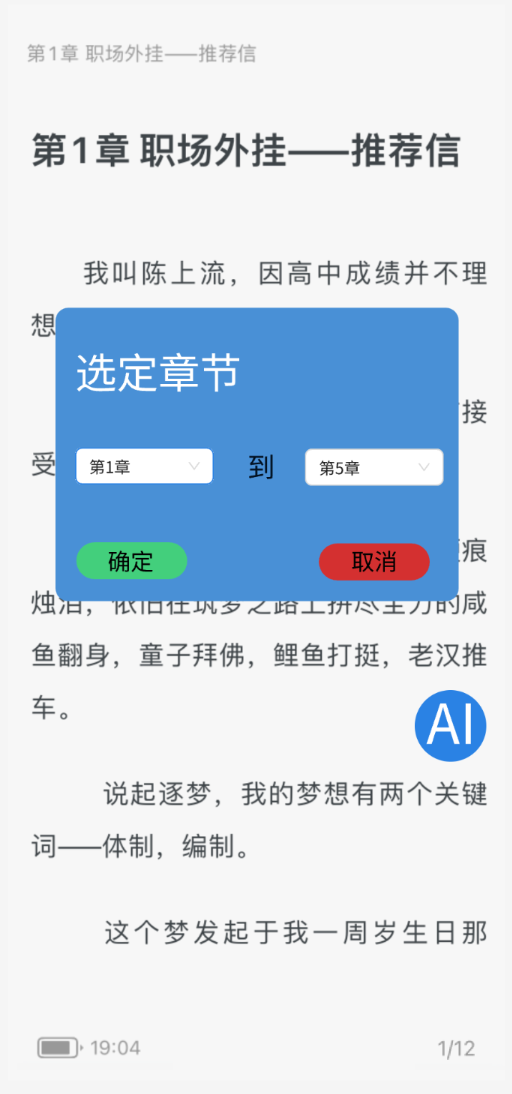 第1章 职场外挂——推荐信
第1章 职场外挂——推荐信
我叫陈上流，因高中成绩并不理
想
选定章节
接
受
第1章
到
第5章
痕
确定
取消
烛泪，依旧在筑梦之路上拼尽全力的咸
鱼翻身，童子拜佛，鲤鱼打挺，老汉推
车。
AI
说起逐梦，我的梦想有两个关键
词——体制，编制。
这个梦发起于我一周岁生日那
19:04
1/12